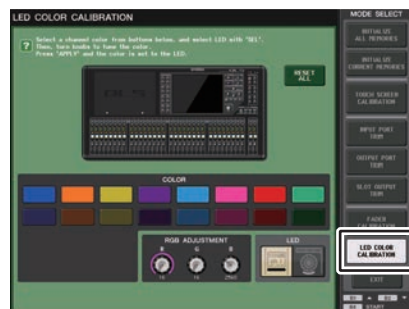 LED COLOR CALIBRATION
MODE SELECT
Select a channel color from buttons below, and select LED with "SEL".
Then, turn knobs to tune the color.
Press "APPLY" and the color is set to the LED.
RESET
ALL
INITIALIZE
ALL MEMORIES
INITIALIZE
CURRENT MEMORIES
TOUCH SCREEN
CALIBRATION
INPUT PORT
TRIM
OUTPUT PORT
TRIM
SLOT OUTPUT
TRIM
FADER
CALIBRATION
LED COLOR
CALIBRATION
EXIT
COLOR
RGB ADJUSTMENT
R
G
B
LED
START